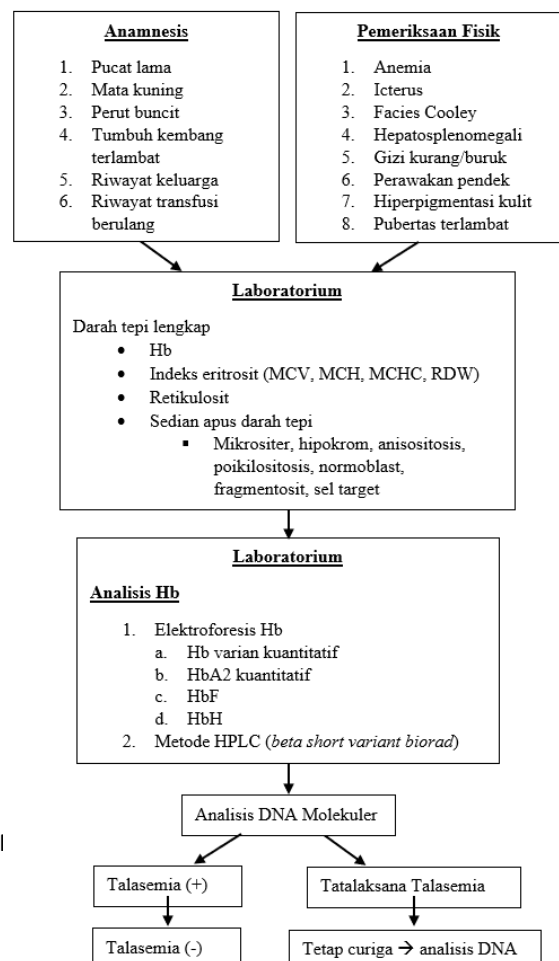 Anamnesis
1. Pucat lama
2. Mata kuning
3. Perut buncit
4. Tumbuh kembang
terlambat
5. Riwayat keluarga
6. Riwayat transfusi
berulang
Pemeriksaan Fisik
1. Anemia
2. Icterus
3. Facies Cooley
4. Hepatosplenomegali
5. Gizi kurang/buruk
6. Perawakan pendek
7. Hiperpigmentasi kulit
8. Pubertas terlambat
Laboratorium
Darah tepi lengkap
• Hb
• Indeks eritrosit (MCV, MCH, MCHC, RDW)
• Retikulosit
• Sedian apus darah tepi
▪ Mikrositer, hipokrom, anisositosis,
poikilositosis, normoblast,
fragmentosit, sel target
Laboratorium
Analisis Hb
1. Elektroforesis Hb
a. Hb varian kuantitatif
b. HbA2 kuantitatif
c. HbF
d. HbH
2. Metode HPLC (beta short variant biorad)
Analisis DNA Molekuler
Talasemia (+)
Tatalaksana Talasemia
Talasemia (-)
Tetap curiga → analisis DNA